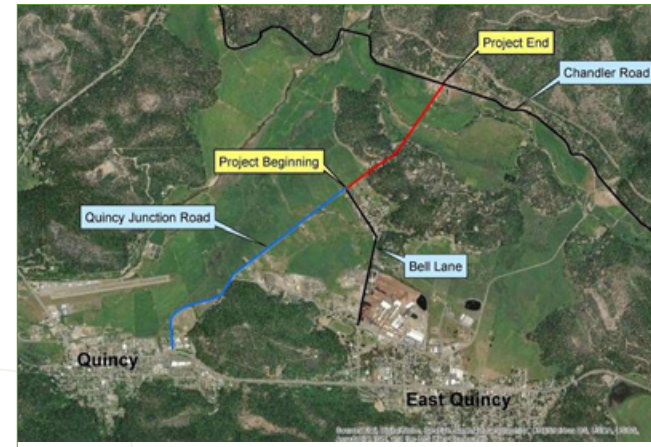 Project End
Chandler Road
Project Beginning
Quincy Junction Road
Bell Lane
Quincy
East Quincy